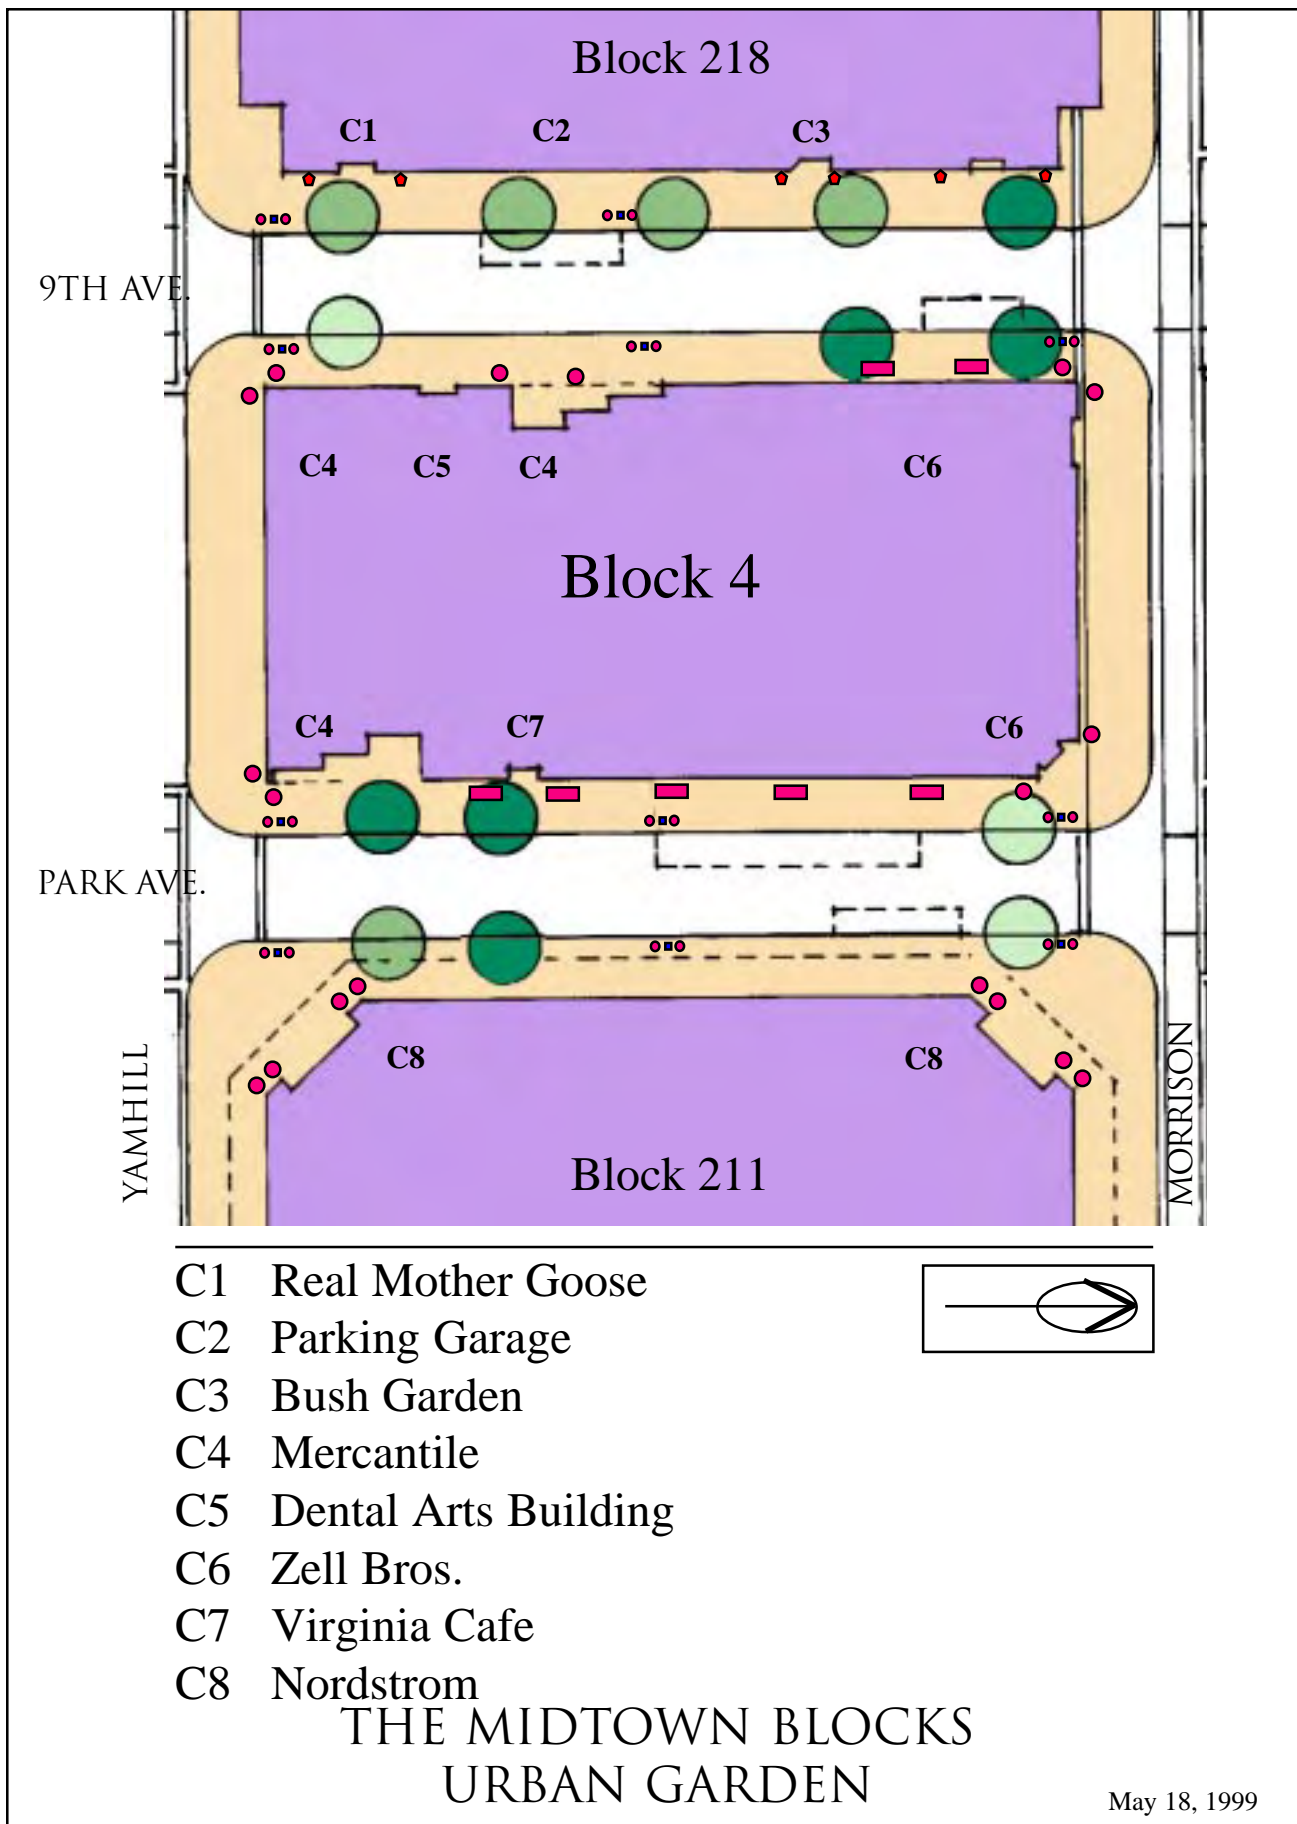 Block 218
C1 C2 C3
9TH AVE.
C4 C5 C4 C6
Block 4
C4 C7 C6
PARK AVE.
C8 C8
YAMHILL
MORRISON
Block 211
C1 Real Mother Goose
C2 Parking Garage
C3 Bush Garden
C4 Mercantile
C5 Dental Arts Building
C6 Zell Bros.
C7 Virginia Cafe
C8 Nordstrom
THE MIDTOWN BLOCKS
URBAN GARDEN
May 18, 1999